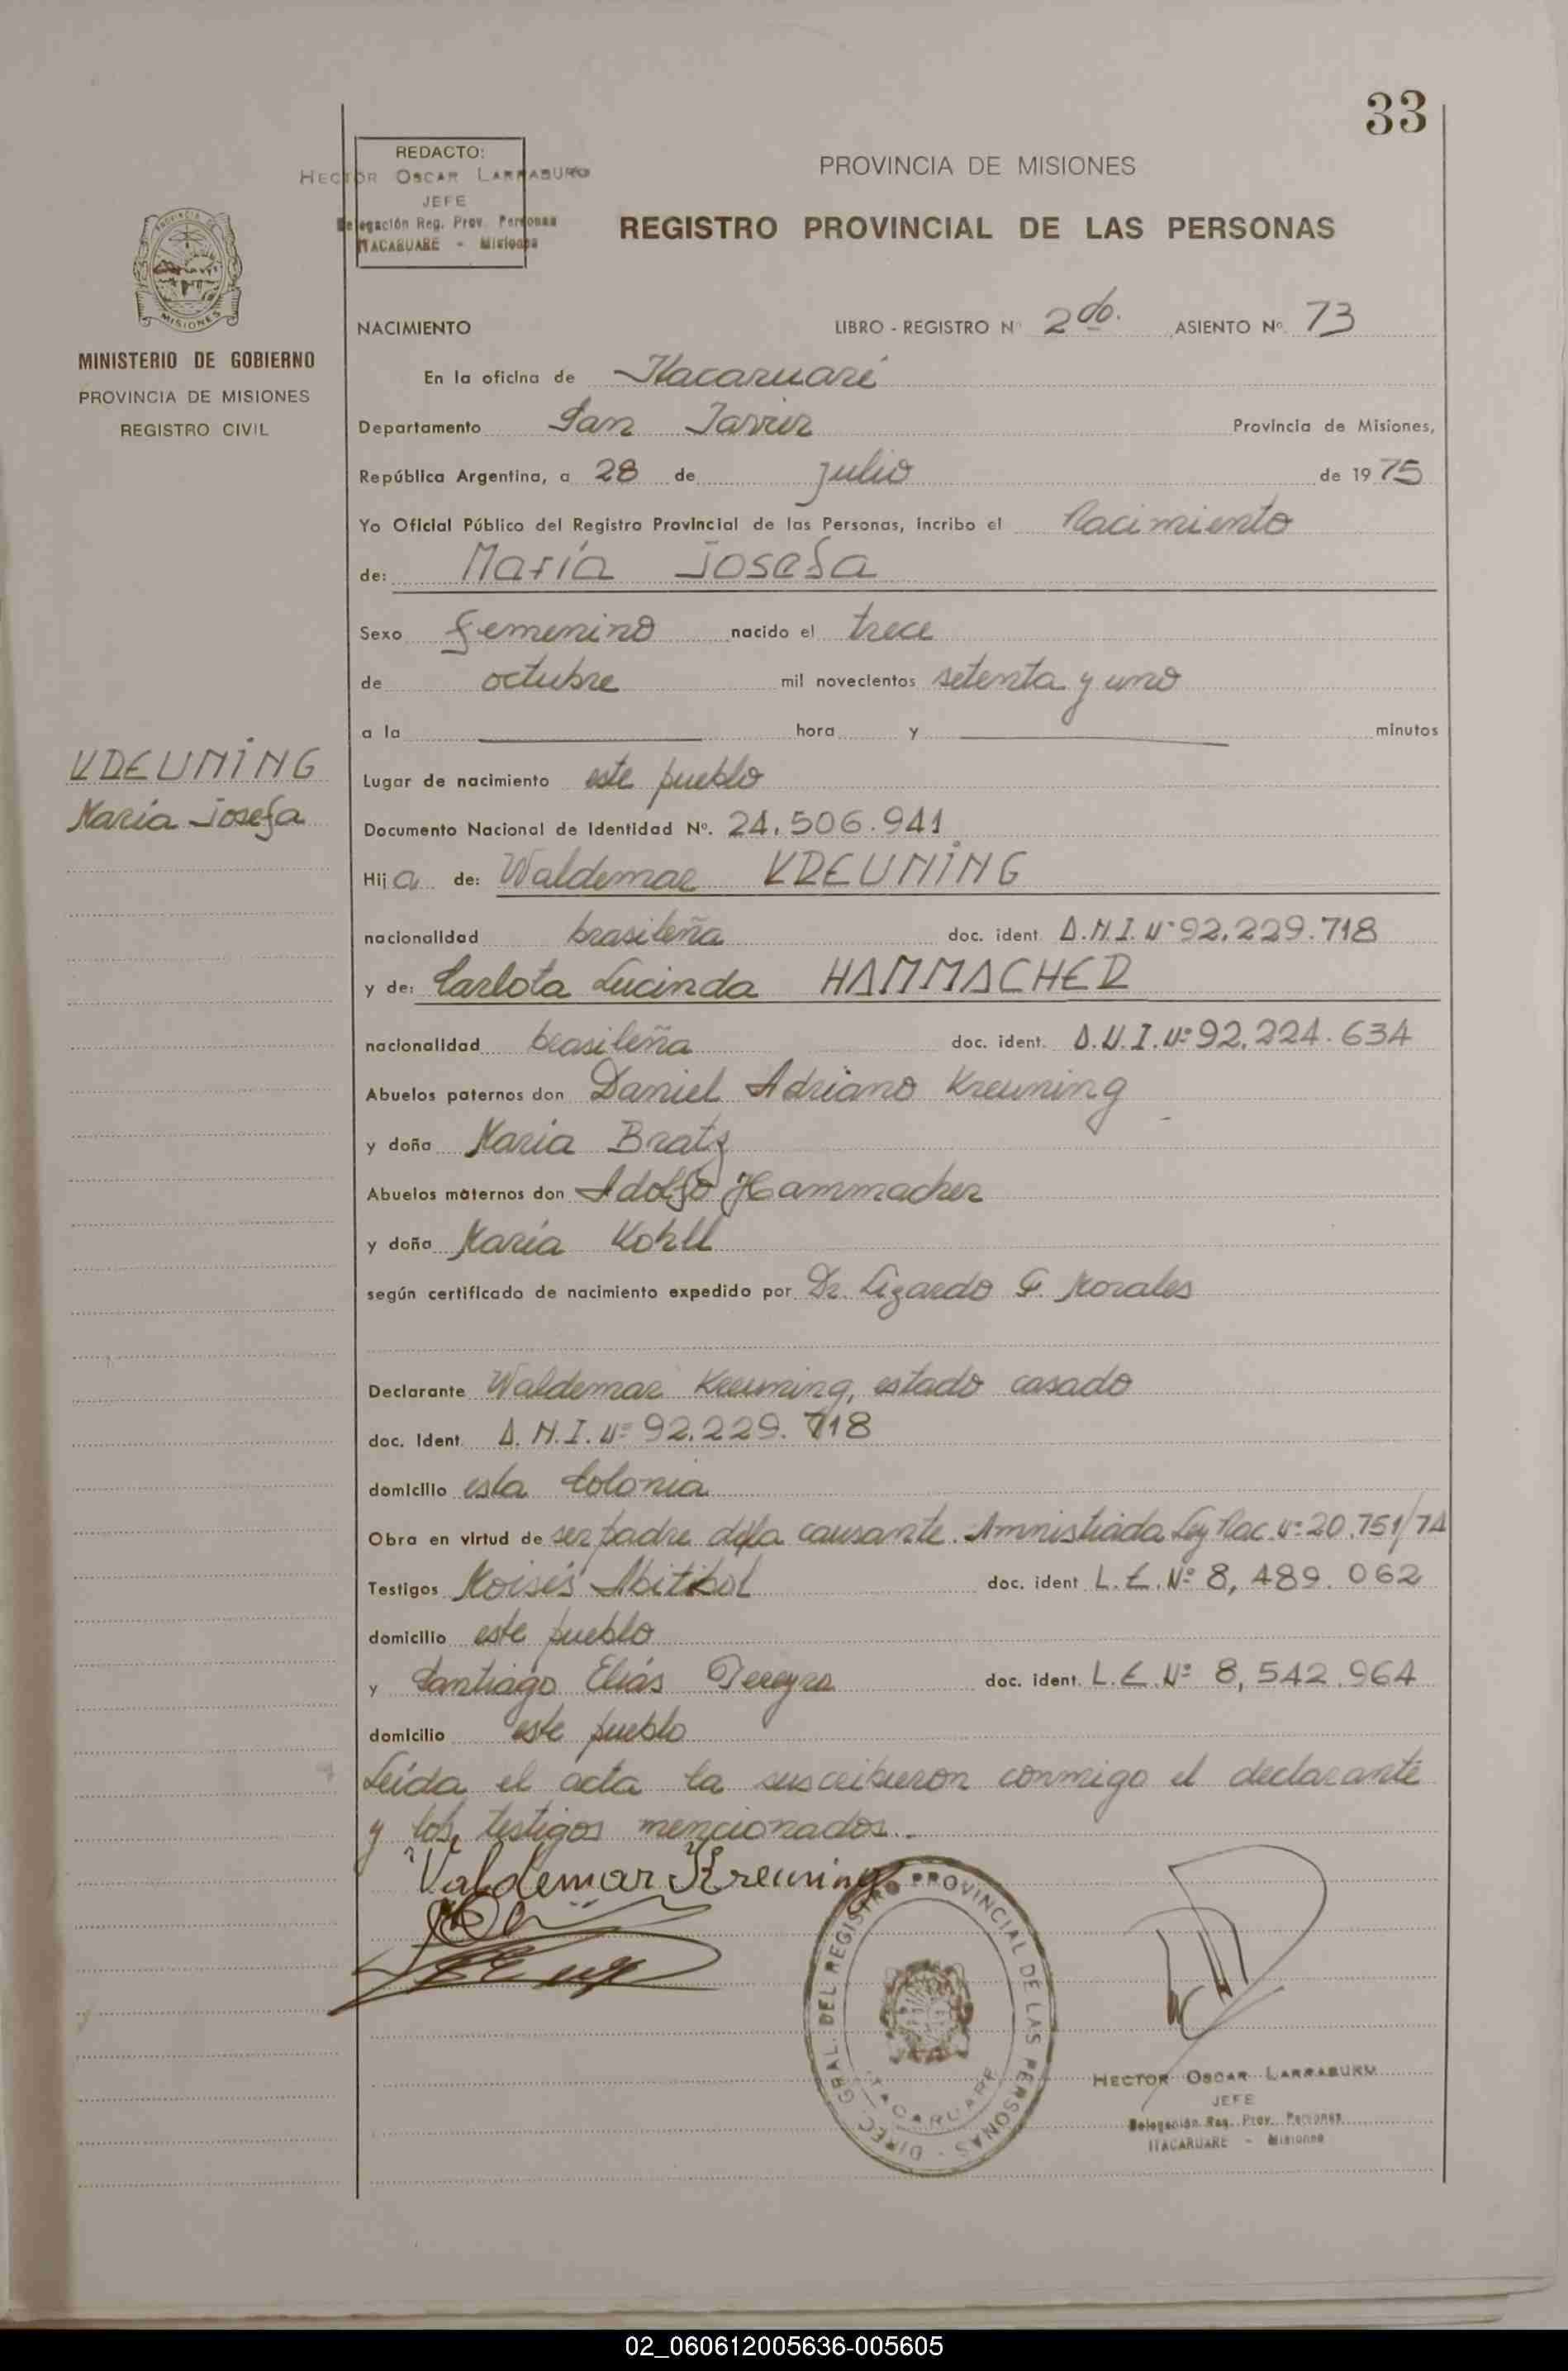 33
REDACTO:
HECTOR OSCAR LARRABURU
JEFE
Delegación Reg. Prov. Personas
ITACARUARE - Misiones
PROVINCIA DE MISIONES
REGISTRO PROVINCIAL DE LAS PERSONAS
MISIONES
MINISTERIO DE GOBIERNO
PROVINCIA DE MISIONES
REGISTRO CIVIL
NACIMIENTO LIBRO - REGISTRO Nº 2do. ASIENTO Nº 73
En la oficina de Itacaruaré
Departamento San Javier Provincia de Misiones,
República Argentina, a 28 de julio de 1975
Yo Oficial Público del Registro Provincial de las Personas, incribo el Nacimiento
de: María Josefa
Sexo femenino nacido el trece
de octubre mil novecientos setenta y uno
a la hora y minutos
KREUNING
María Josefa
Lugar de nacimiento este pueblo
Documento Nacional de Identidad Nº. 24.506.941
Hija de: Waldemar KREUNING
nacionalidad brasileña doc. ident. D.N.I. Nº 92.229.718
y de: Carlota Lucinda HAMMACHER
nacionalidad brasileña doc. ident. D.N.I. Nº 92.224.634
Abuelos paternos don Daniel Adriano Kreuning
y doña Maria Bratz
Abuelos maternos don Adolfo Hammacher
y doña María Kohll
según certificado de nacimiento expedido por Dr. Lizardo F. Morales
Declarante Waldemar Kreuning, estado casado
doc. Ident. D.N.I. Nº 92.229.718
domicilio esta Colonia
Obra en virtud de ser padre de la causante. Amnistiada Ley Nac. Nº 20.751/74
Testigos Moisés Abitbol doc. ident L.E. Nº 8,489.062
domicilio este pueblo
y Santiago Elías Pereyra doc. ident. L.E. Nº 8,542.964
domicilio este pueblo
Leída el acta la suscribieron conmigo el declarante
y los testigos mencionados.
Valdemar Kreuning
DIREC. GRAL. DEL REGISTRO PROVINCIAL DE LAS PERSONAS -
ITACARUARE
HECTOR OSCAR LARRABURU
JEFE
Delegación Reg. Prov. Personas
ITACARUARE - Misiones
02_060612005636-005605